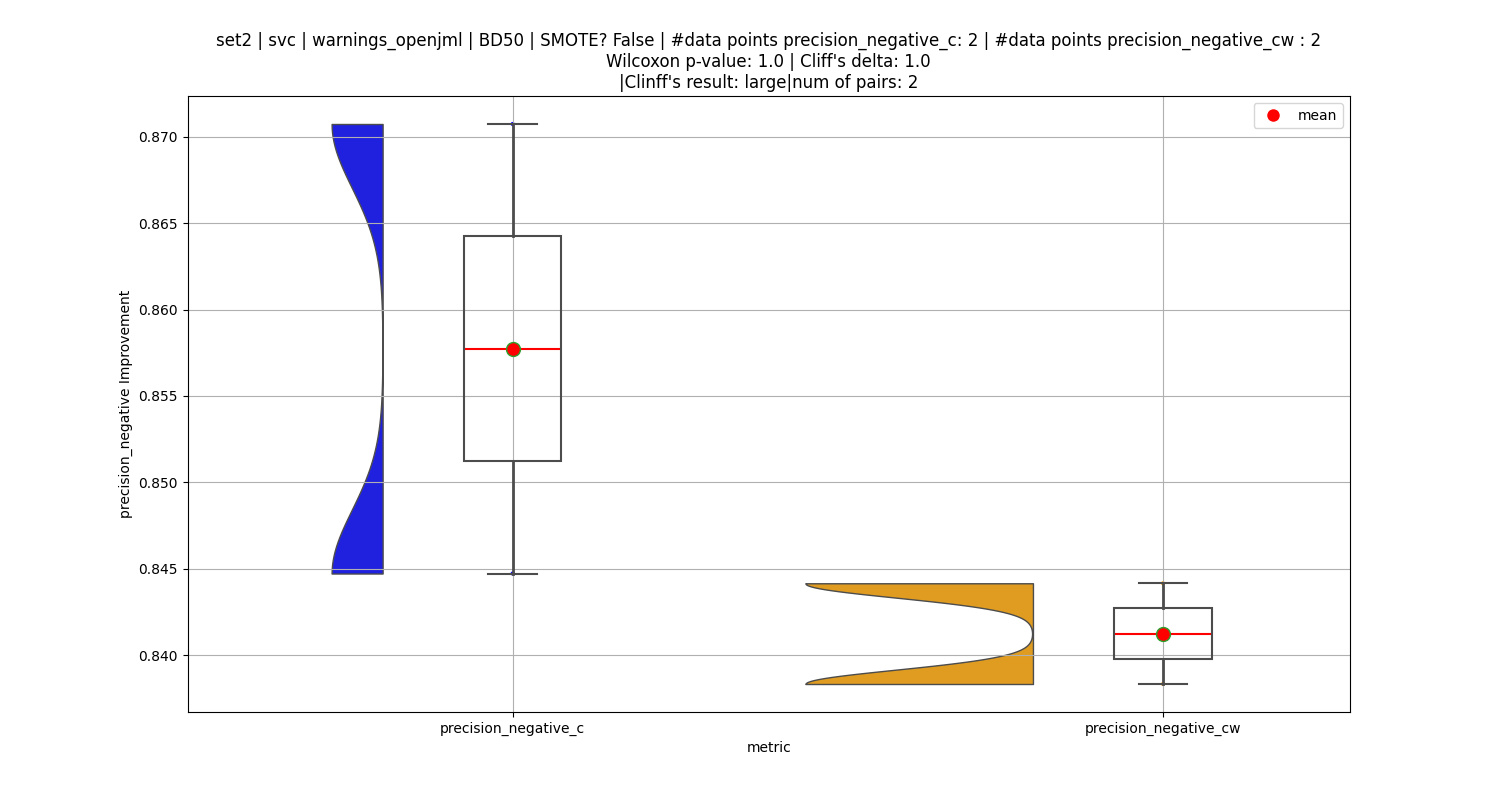 set2 | svc | warnings_openjml | BD50 | SMOTE? False | #data points precision_negative_c: 2 | #data points precision_negative_cw : 2
Wilcoxon p-value: 1.0 | Cliff's delta: 1.0
|Clinff's result: large|num of pairs: 2
mean
0.870
0.865
0.860
0.855
0.850
0.845
0.840
precision_negative Improvement
precision_negative_c
precision_negative_cw
metric